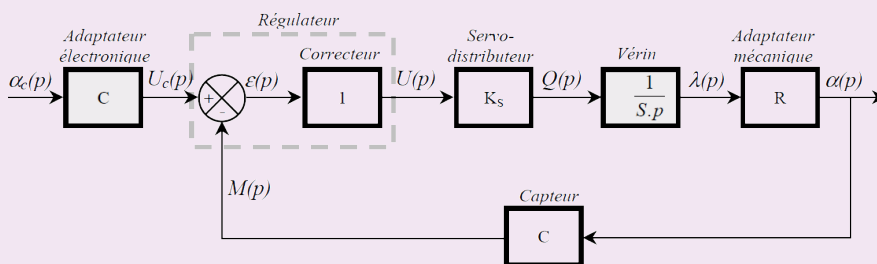 Régulateur
Adaptateur
électronique
Correcteur
Servo-
distributeur
Vérin
Adaptateur
mécanique
αc(p)
C
Uc(p)
+
-
ε(p)
1
U(p)
KS
Q(p)
1
S.p
λ(p)
R
α(p)
M(p)
Capteur
C